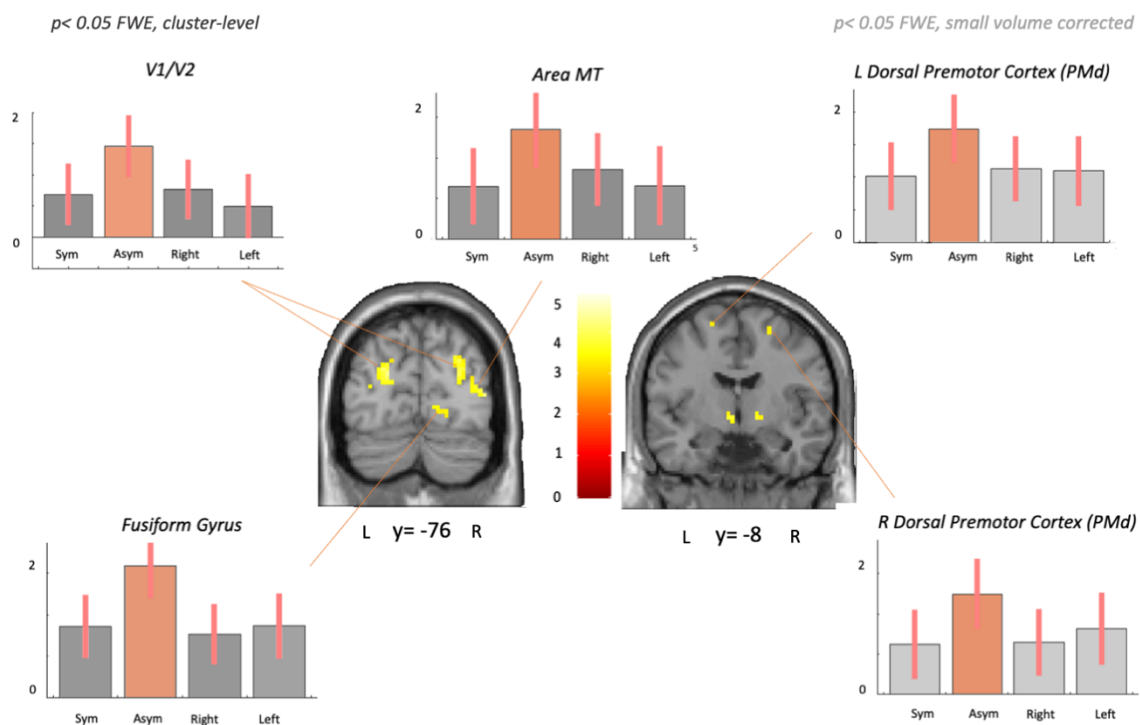 p< 0.05 FWE, cluster-level
p< 0.05 FWE, small volume corrected
V1/V2
2
0
Sym Asym Right Left
Area MT
2
0
5
Sym Asym Right Left
L Dorsal Premotor Cortex (PMd)
2
0
Sym Asym Right Left
5
4
3
2
1
0
L y= -76 R
L y= -8 R
Fusiform Gyrus
2
0
Sym Asym Right Left
R Dorsal Premotor Cortex (PMd)
2
0
Sym Asym Right Left